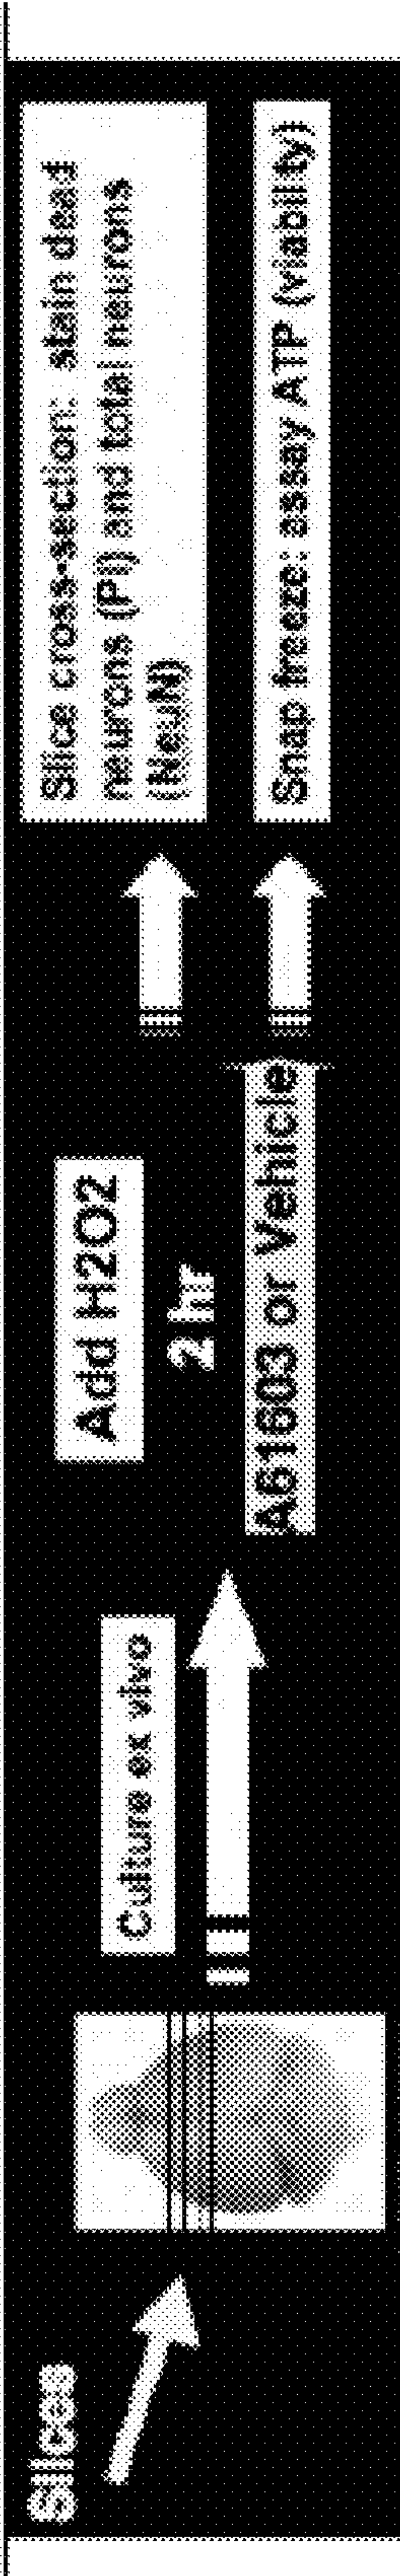 Slices
Culture ex vivo
Add H2O2
2 hr
A61603 or Vehicle
Slice cross-section: stain dead
neurons (PI) and total neurons
(NeuN)
Snap freeze: assay ATP (viability)